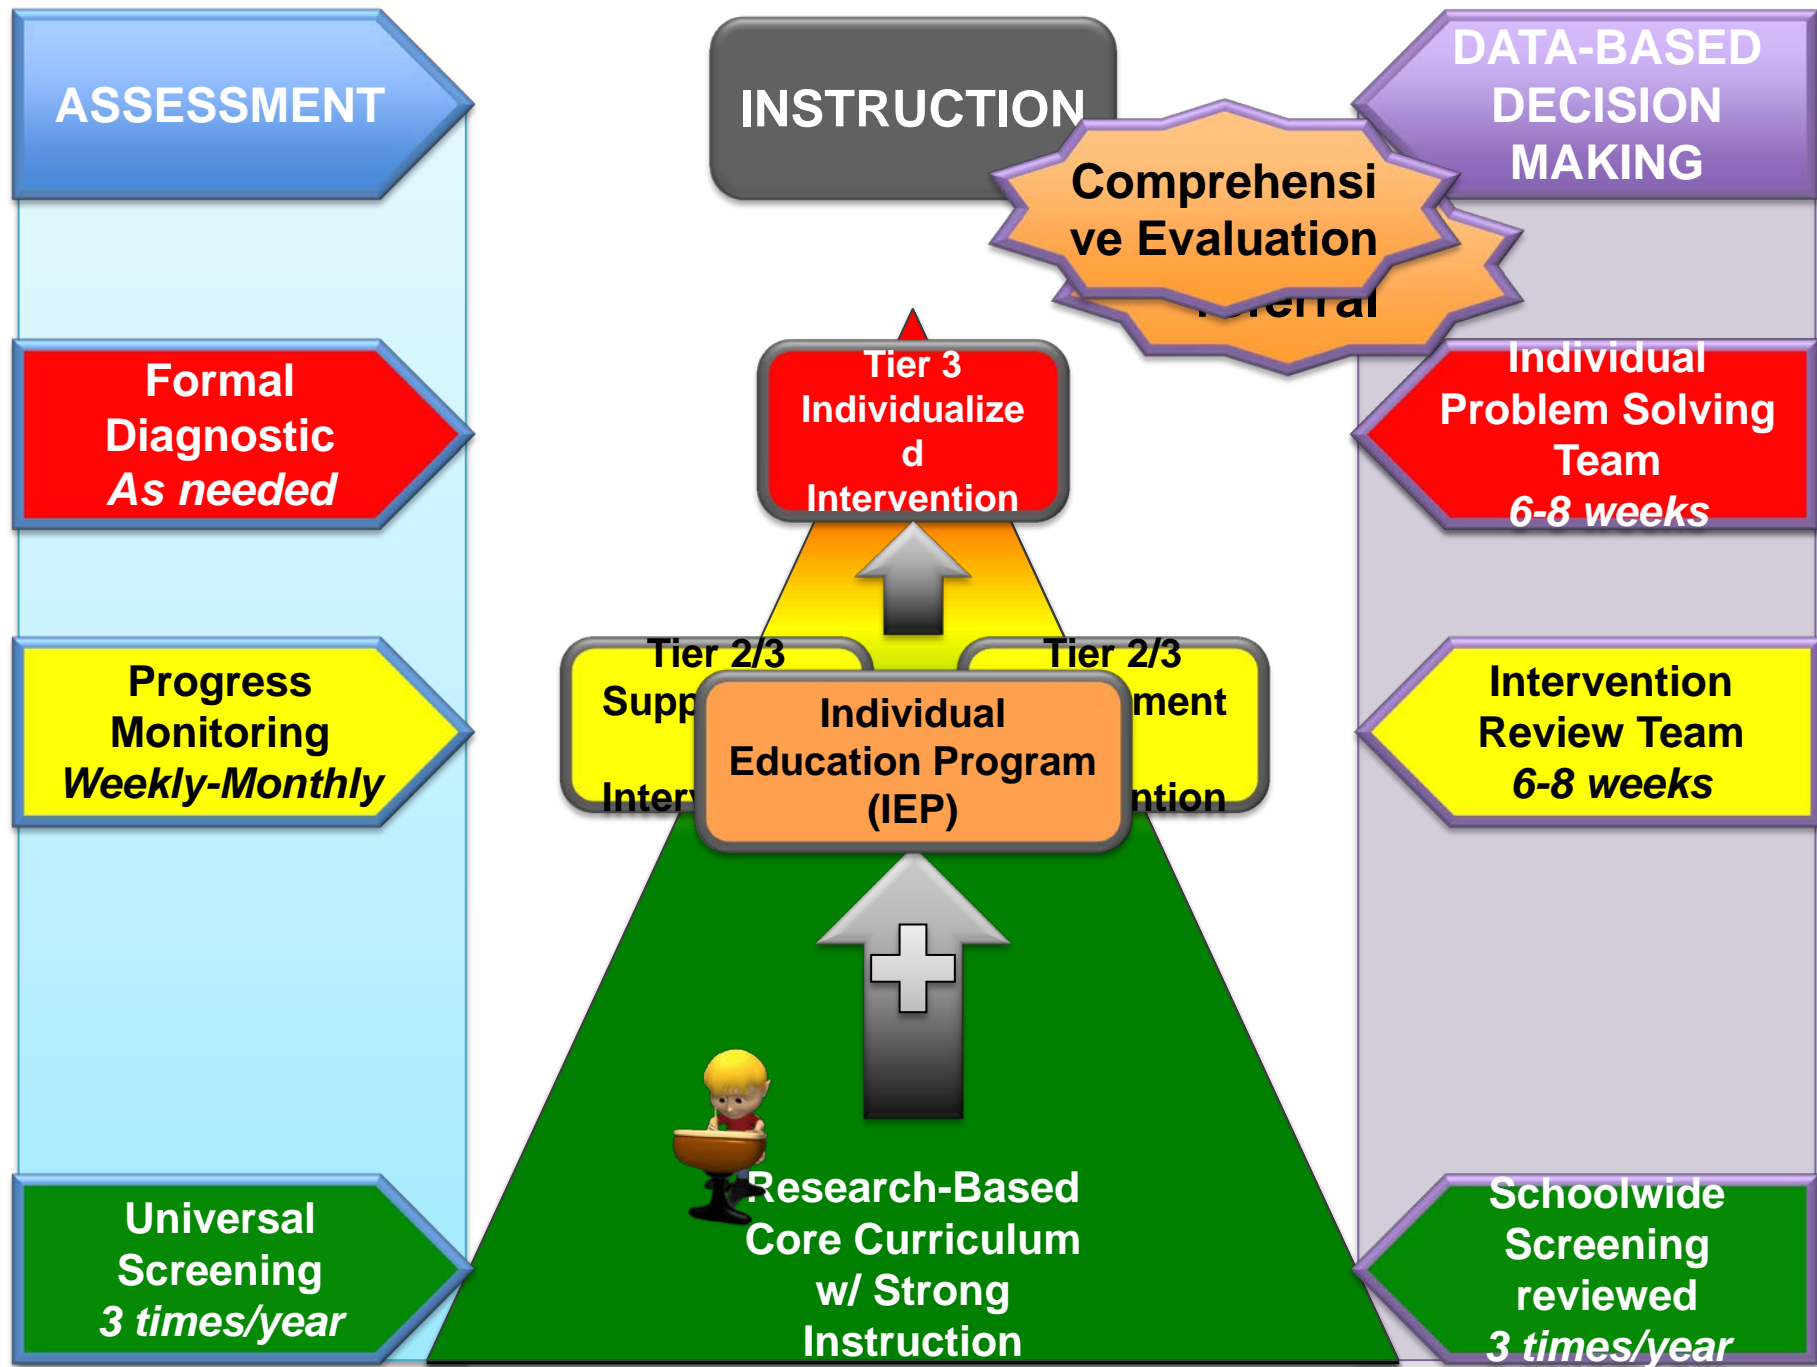 ASSESSMENT
INSTRUCTION
DATA-BASED
DECISION
MAKING
Comprehensi
ve Evaluation
Formal
Diagnostic
As needed
Tier 3
Individualize
d
Intervention
Individual
Problem Solving
Team
6-8 weeks
Progress
Monitoring
Weekly-Monthly
Tier 2/3
Tier 2/3
Individual
Education Program
(IEP)
Intervention
Review Team
6-8 weeks
Universal
Screening
3 times/year
Research-Based
Core Curriculum
w/ Strong
Instruction
Schoolwide
Screening
reviewed
3 times/year